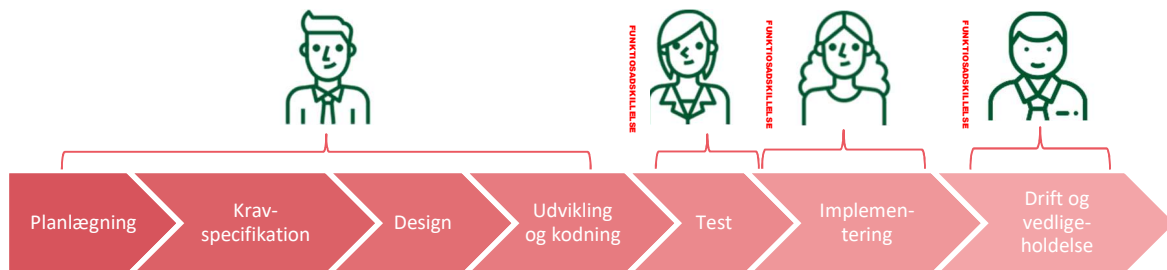 FUNKTIOSADSKILLELSE
FUNKTIOSADSKILLELSE
FUNKTIOSADSKILLELSE
Planlægning
Krav-
specifikation
Design
Udvikling
og kodning
Test
Implemen-
tering
Drift og
vedlige-
holdelse